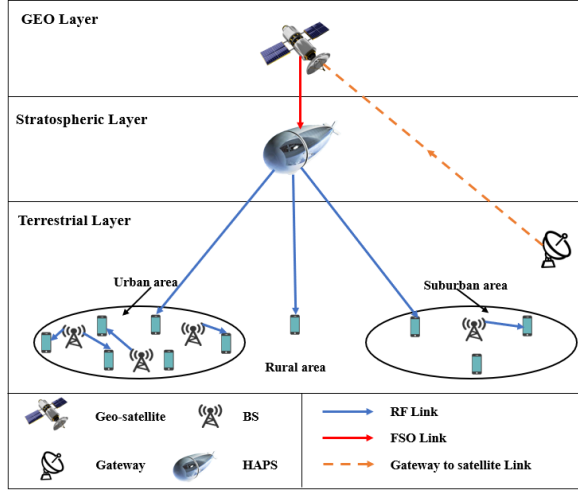 GEO Layer
Stratospheric Layer
Terrestrial Layer
Urban area
Suburban area
Rural area
Geo-satellite
BS
RF Link
FSO Link
Gateway
HAPS
Gateway to satellite Link